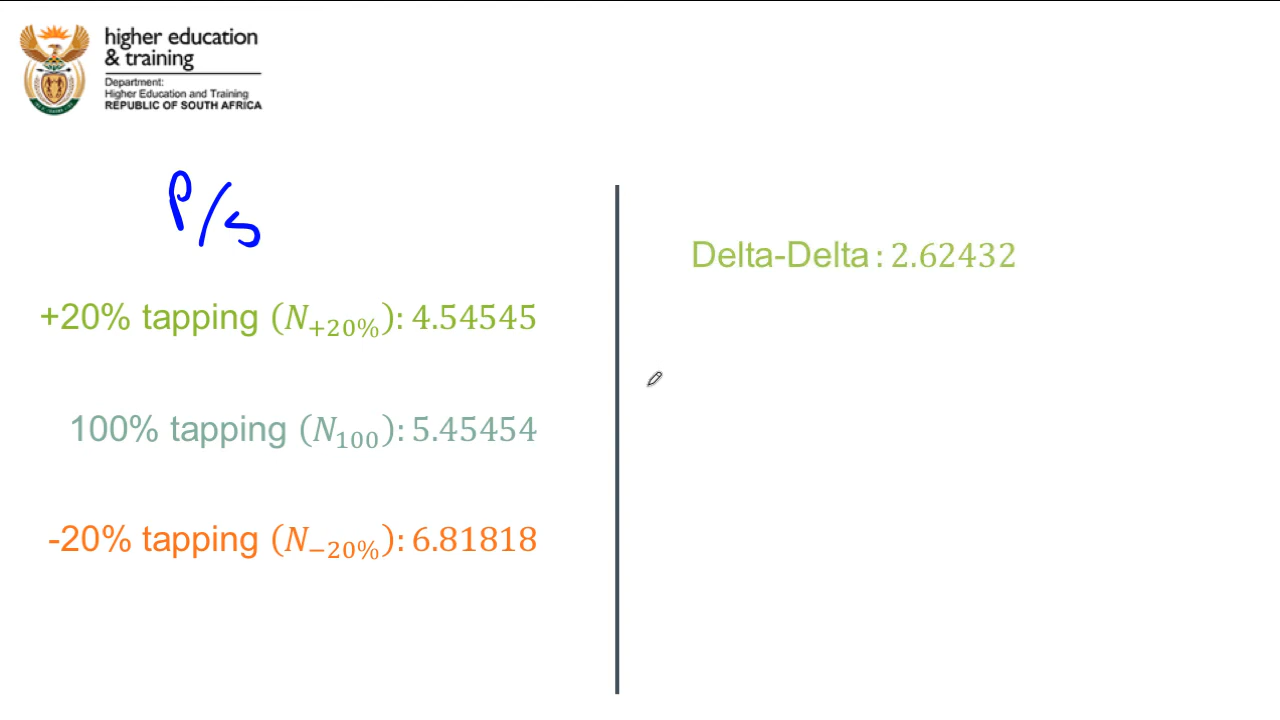 higher education
& training
Department:
Higher Education and Training
REPUBLIC OF SOUTH AFRICA
P/s
+20% tapping (N₊₂₀%): 4.54545
100% tapping (N₁₀₀): 5.45454
-20% tapping (N₋₂₀%): 6.81818
Delta-Delta : 2.62432